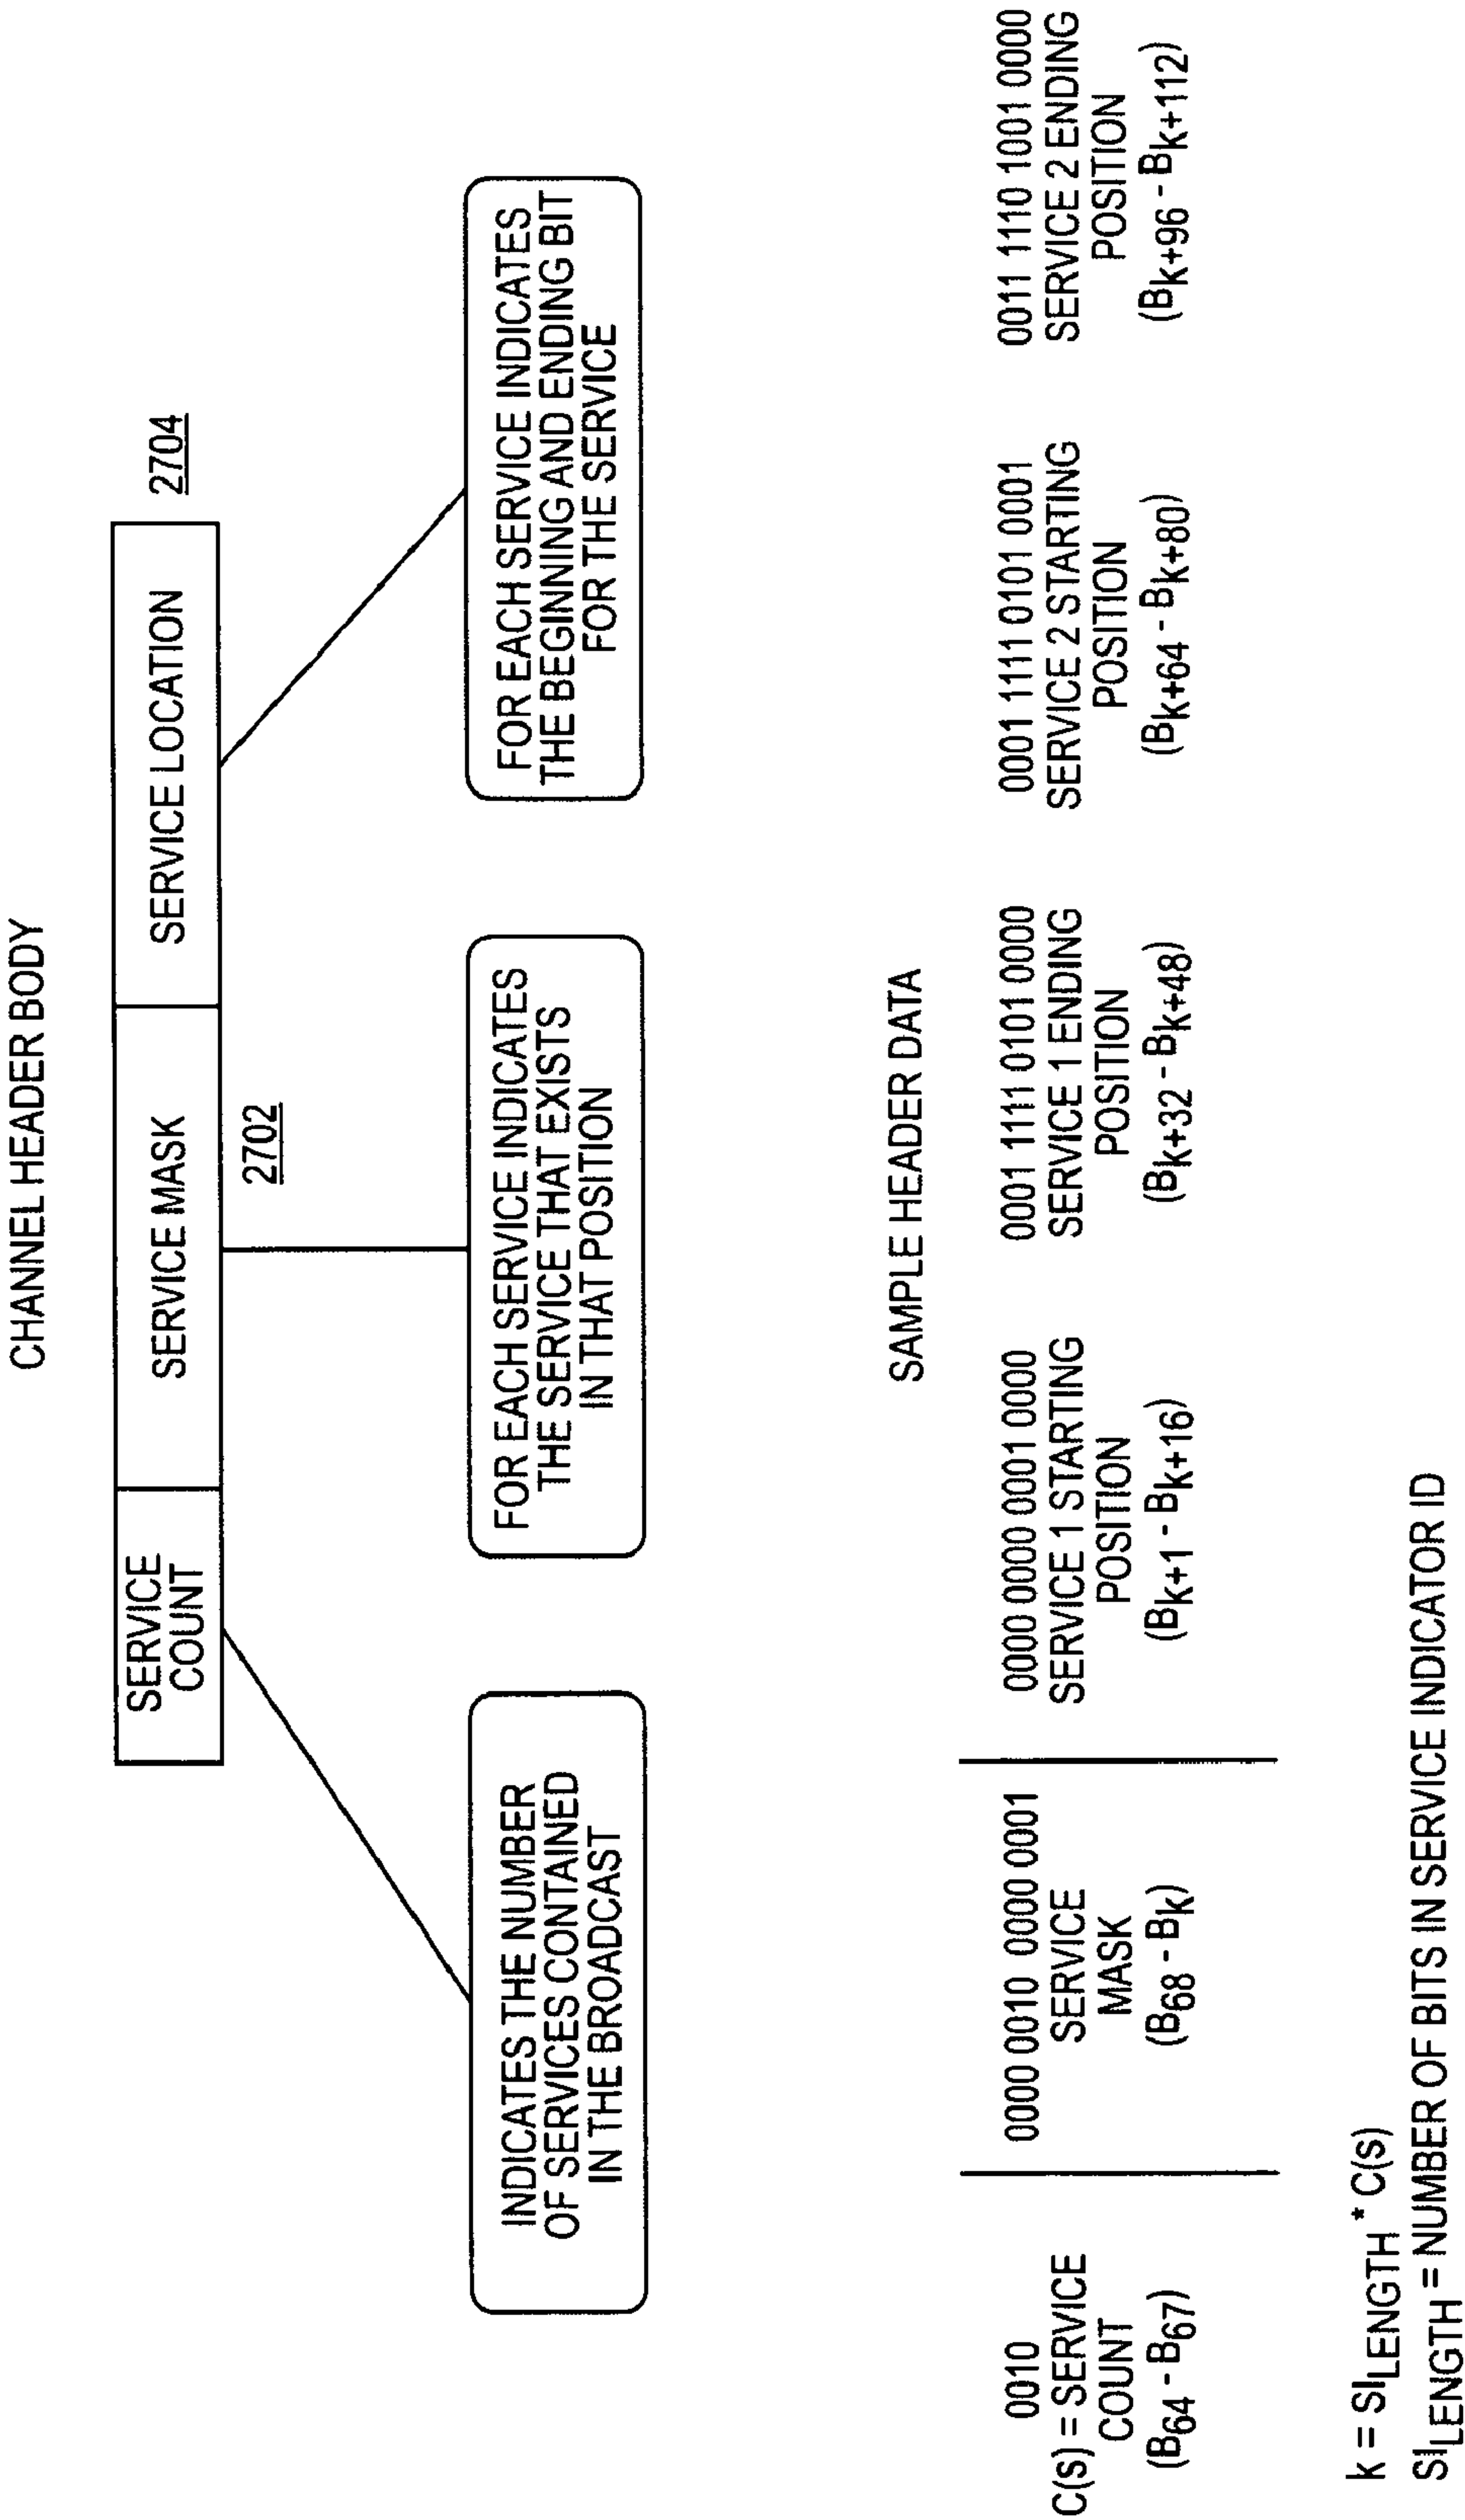 CHANNEL HEADER BODY
SERVICE
COUNT
SERVICE MASK
SERVICE LOCATION
2702
2704
INDICATES THE NUMBER
OF SERVICES CONTAINED
IN THE BROADCAST
FOR EACH SERVICE INDICATES
THE SERVICE THAT EXISTS
IN THAT POSITION
FOR EACH SERVICE INDICATES
THE BEGINNING AND ENDING BIT
FOR THE SERVICE
SAMPLE HEADER DATA
0010
C(s) = SERVICE
COUNT
(B64 - B67)
0000 0010 0000 0001
SERVICE
MASK
(B68 - Bk)
0000 0000 0001 0000
SERVICE 1 STARTING
POSITION
(Bk+1 - Bk+16)
0001 1111 0101 0000
SERVICE 1 ENDING
POSITION
(Bk+32 - Bk+48)
0001 1111 0101 0001
SERVICE 2 STARTING
POSITION
(Bk+64 - Bk+80)
0011 1110 1001 0000
SERVICE 2 ENDING
POSITION
(Bk+96 - Bk+112)
k = SILENGTH * C(s)
SILENGTH = NUMBER OF BITS IN SERVICE INDICATOR ID